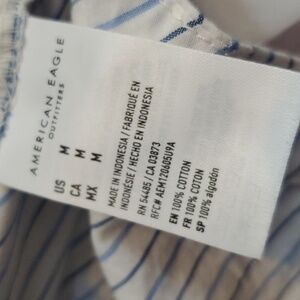 AMERICAN EAGLE
OUTFITTERS
US M
CA M
MX M
MADE IN INDONESIA / FABRIQUÉ EN
INDONÉSIE / HECHO EN INDONESIA
RN 54485 / CA 03873
RFC# AEM120605U9A
EN 100% COTTON
FR 100% COTON
SP 100% algodón